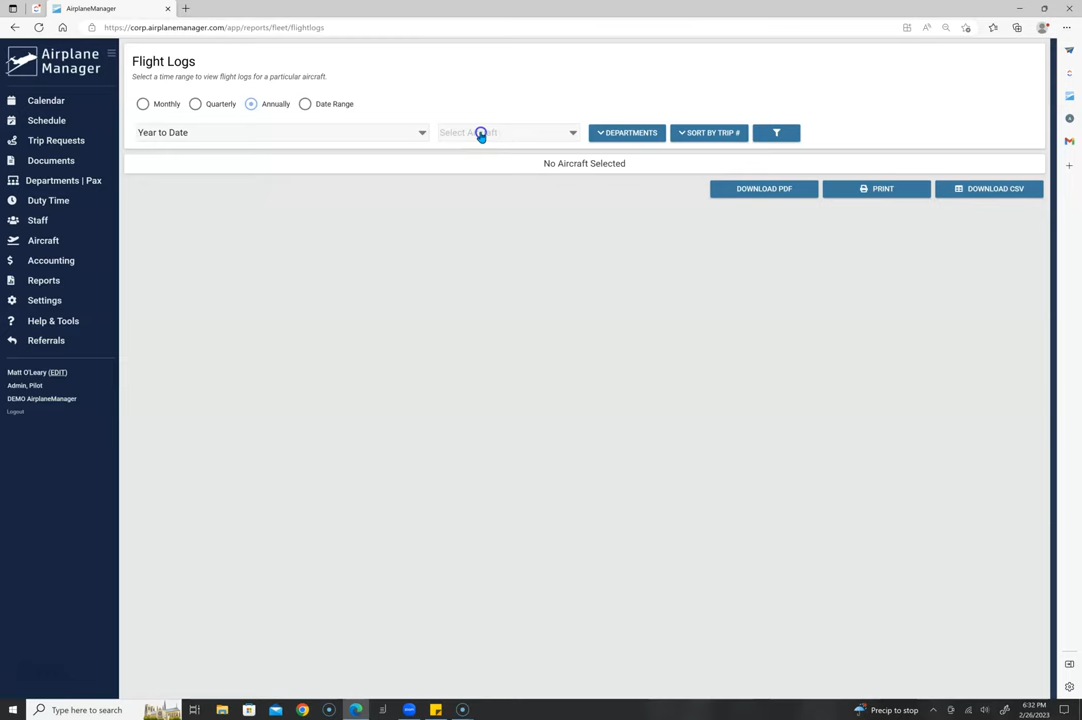 AirplaneManager
https://corp.airplanemanager.com/app/reports/fleet/flightlogs
Airplane
Manager
Calendar
Schedule
Trip Requests
Documents
Departments | Pax
Duty Time
Staff
Aircraft
Accounting
Reports
Settings
Help & Tools
Referrals
Matt O'Leary (EDIT)
Admin, Pilot
DEMO AirplaneManager
Logout
Flight Logs
Select a time range to view flight logs for a particular aircraft.
Monthly Quarterly Annually Date Range
Year to Date Select Aircraft DEPARTMENTS SORT BY TRIP #
No Aircraft Selected
DOWNLOAD PDF PRINT DOWNLOAD CSV
Type here to search
Precip to stop
6:32 PM
2/26/2023